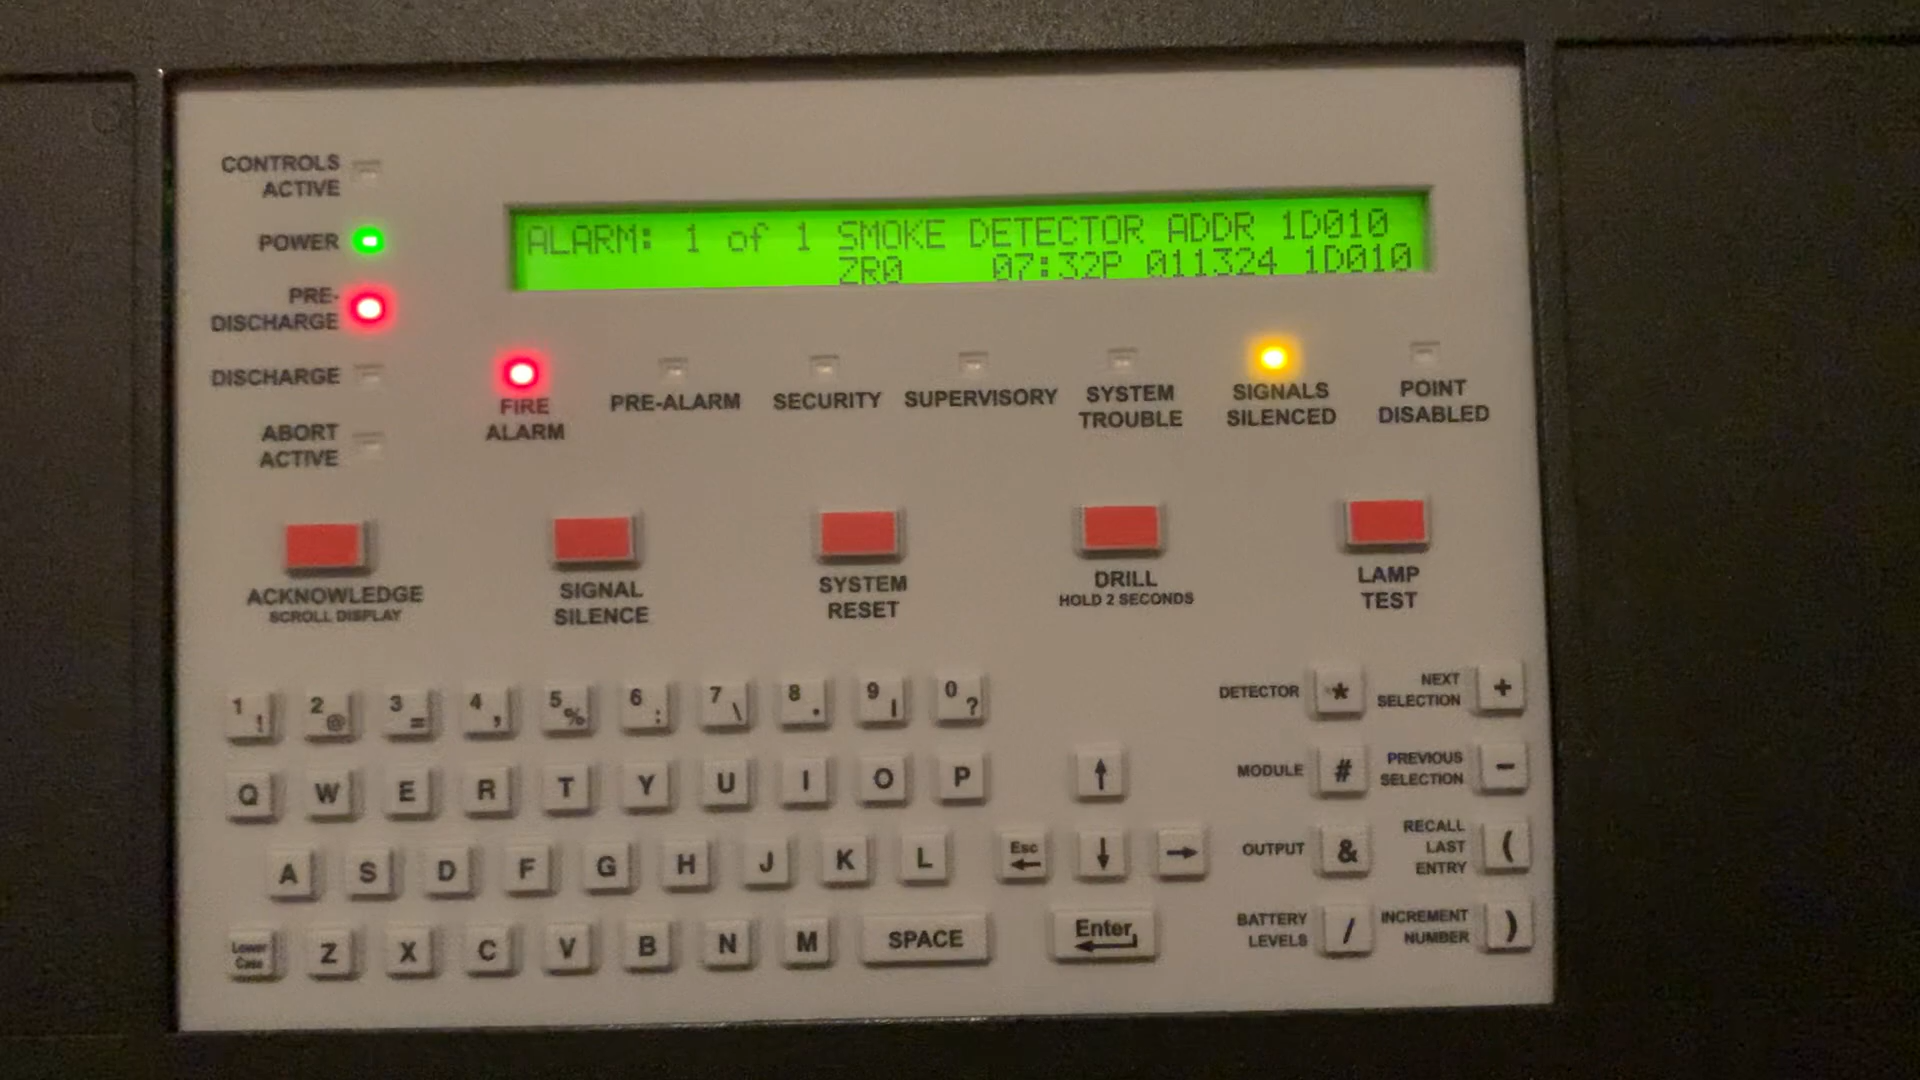 CONTROLS
ACTIVE
POWER
PRE-
DISCHARGE
DISCHARGE
ABORT
ACTIVE
ALARM: 1 of 1 SMOKE DETECTOR ADDR 1D010
ZR0 07:32P 011324 1D010
FIRE
ALARM
PRE-ALARM
SECURITY
SUPERVISORY
SYSTEM
TROUBLE
SIGNALS
SILENCED
POINT
DISABLED
ACKNOWLEDGE
SCROLL DISPLAY
SIGNAL
SILENCE
SYSTEM
RESET
DRILL
HOLD 2 SECONDS
LAMP
TEST
1 ! 2 @ 3 = 4 , 5 % 6 : 7 \ 8 . 9 | 0 ?
DETECTOR *
NEXT
SELECTION +
Q W E R T Y U I O P ↑
MODULE #
PREVIOUS
SELECTION -
A S D F G H J K L Esc ← ↓ →
OUTPUT &
RECALL
LAST
ENTRY (
Lower
Case Z X C V B N M SPACE Enter
BATTERY
LEVELS /
INCREMENT
NUMBER )